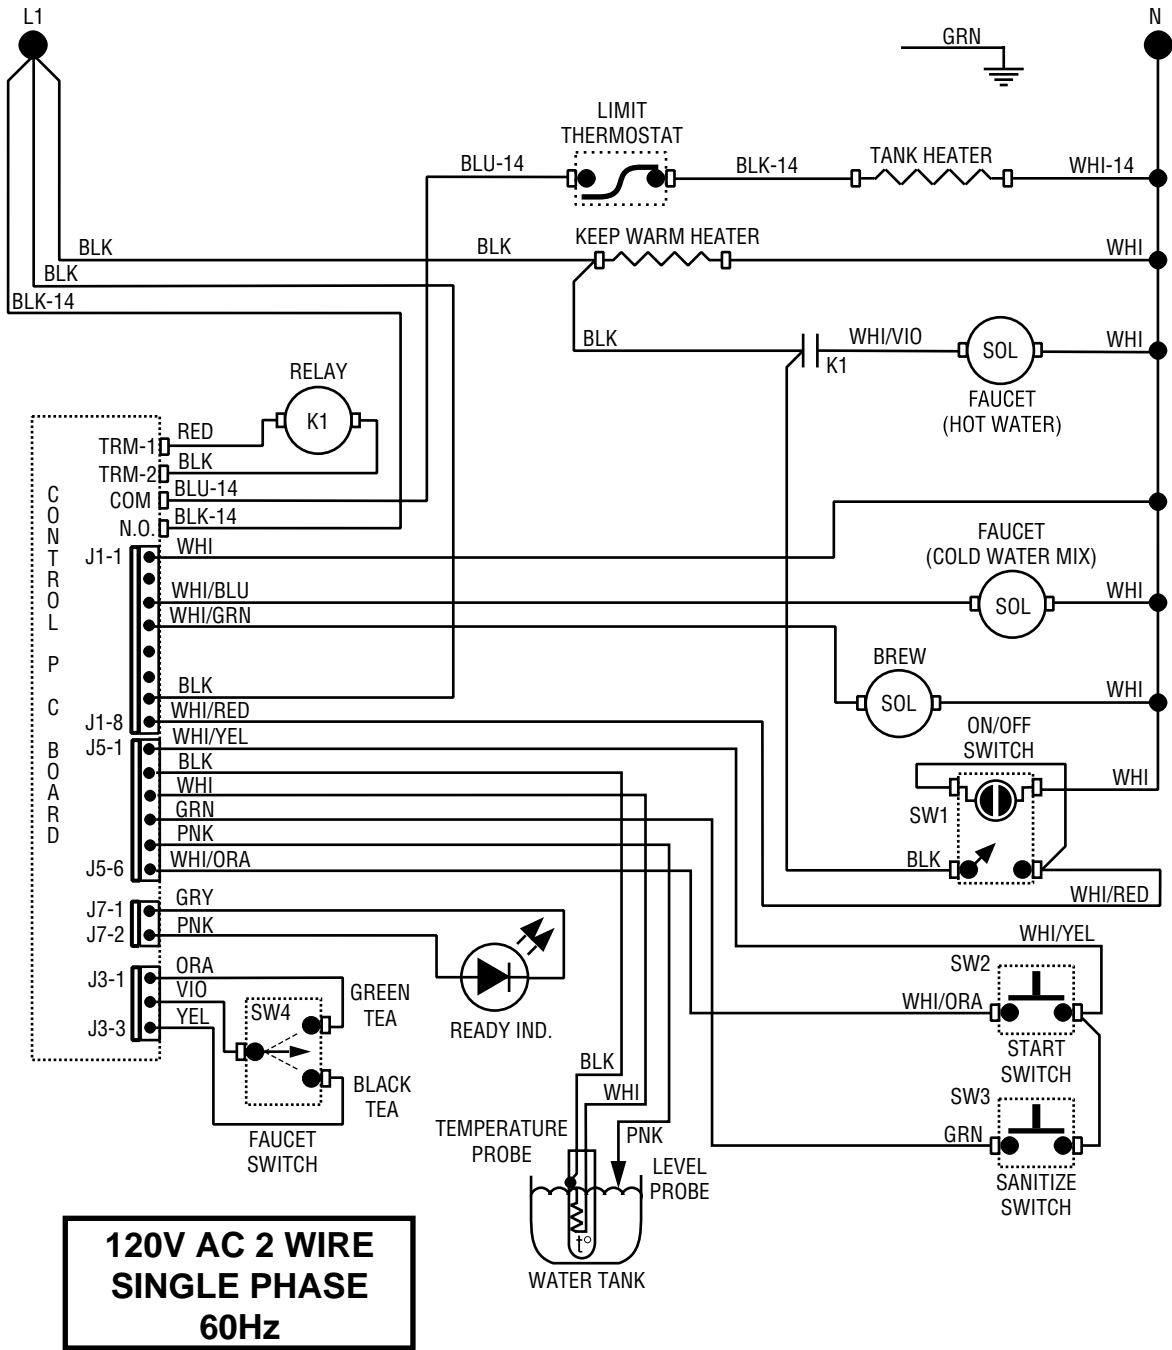 L1
N
GRN
LIMIT
THERMOSTAT
BLU-14
BLK-14
TANK HEATER
WHI-14
BLK
BLK
KEEP WARM HEATER
WHI
BLK
BLK-14
BLK
K1
WHI/VIO
SOL
WHI
FAUCET
(HOT WATER)
RELAY
K1
TRM-1
RED
TRM-2
BLK
COM
BLU-14
N.O.
BLK-14
CONTROL P C BOARD
J1-1
WHI
FAUCET
(COLD WATER MIX)
WHI/BLU
SOL
WHI
WHI/GRN
BREW
SOL
WHI
BLK
J1-8
WHI/RED
ON/OFF
SWITCH
J5-1
WHI/YEL
BLK
WHI
WHI
SW1
GRN
PNK
J5-6
WHI/ORA
BLK
WHI/RED
J7-1
GRY
J7-2
PNK
READY IND.
WHI/YEL
SW2
WHI/ORA
START
SWITCH
J3-1
ORA
VIO
J3-3
YEL
SW4
GREEN
TEA
BLACK
TEA
FAUCET
SWITCH
SW3
GRN
SANITIZE
SWITCH
BLK
WHI
PNK
TEMPERATURE
PROBE
LEVEL
PROBE
t°
WATER TANK
120V AC 2 WIRE
SINGLE PHASE
60Hz